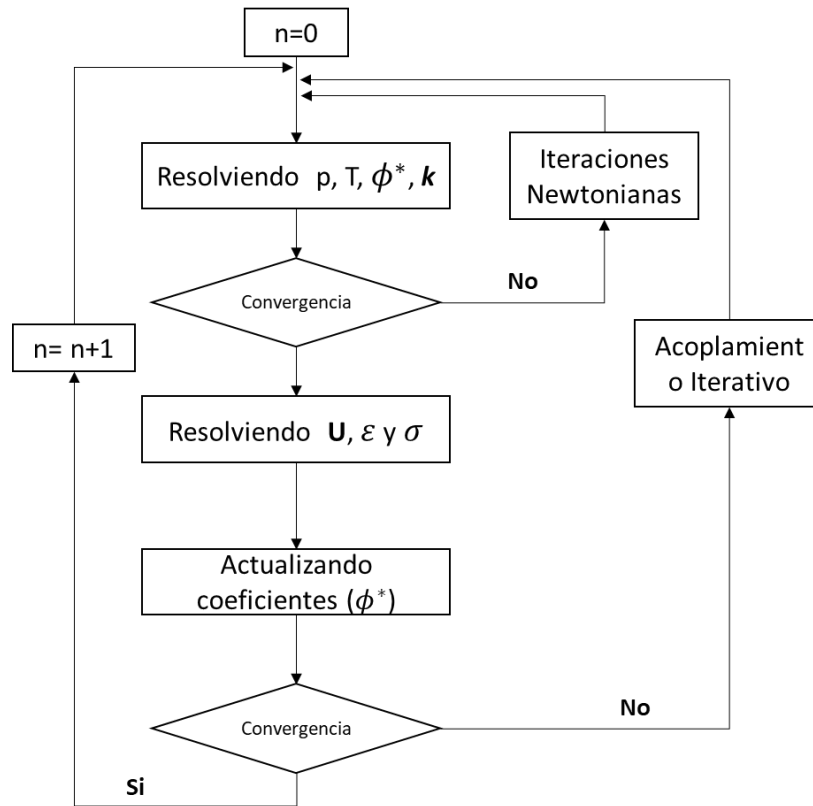 n=0
Resolviendo p, T, ϕ*, k
Iteraciones
Newtonianas
Convergencia
No
n= n+1
Acoplamient
o Iterativo
Resolviendo U, ε y σ
Actualizando
coeficientes (ϕ*)
Convergencia
No
Si